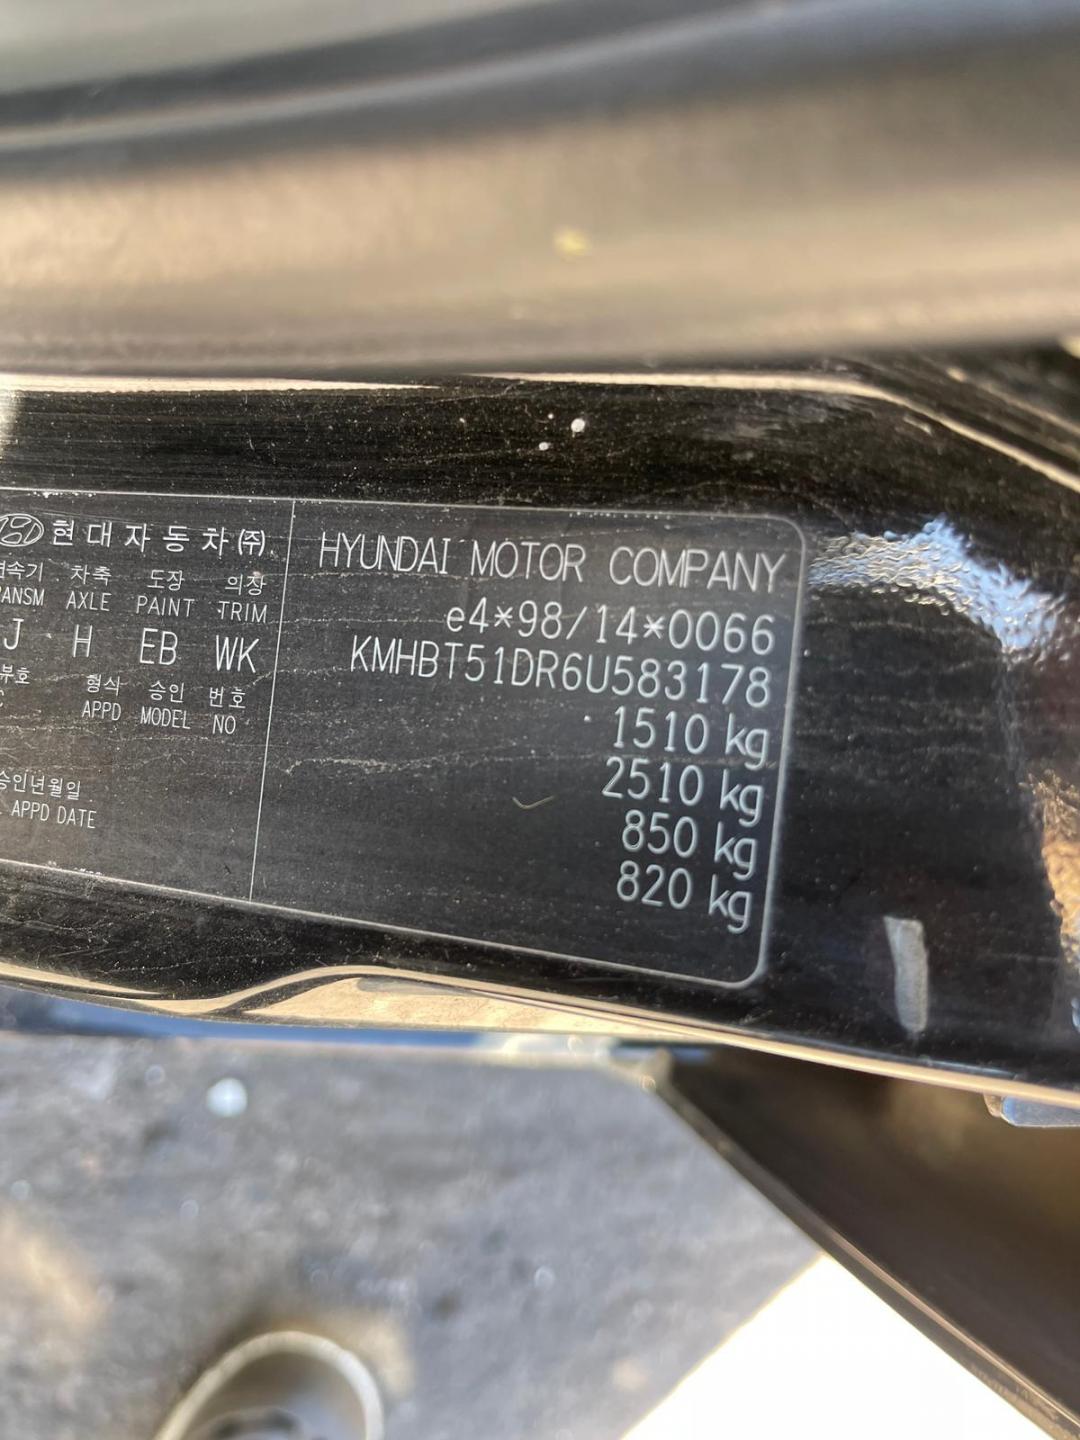 현대자동차(주)
차축 도장 의장
AXLE PAINT TRIM
J H EB WK
형식 승인 번호
APPD MODEL NO
승인년월일
APPD DATE
HYUNDAI MOTOR COMPANY
e4*98/14*0066
KMHBT51DR6U583178
1510 kg
2510 kg
850 kg
820 kg